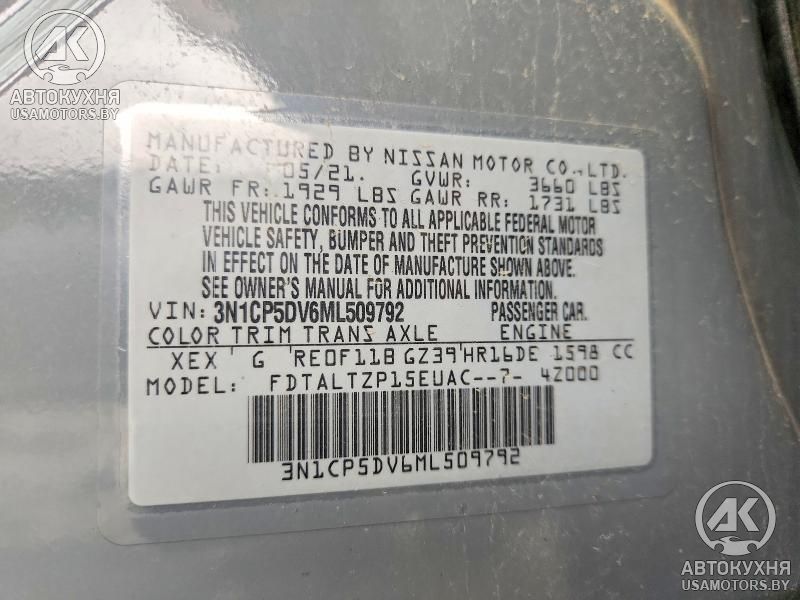 АК
АВТОКУХНЯ
USAMOTORS.BY
MANUFACTURED BY NISSAN MOTOR CO.,LTD.
DATE: 05/21. GVWR: 3660 LBS
GAWR FR: 1929 LBS GAWR RR: 1731 LBS
THIS VEHICLE CONFORMS TO ALL APPLICABLE FEDERAL MOTOR
VEHICLE SAFETY, BUMPER AND THEFT PREVENTION STANDARDS
IN EFFECT ON THE DATE OF MANUFACTURE SHOWN ABOVE.
SEE OWNER'S MANUAL FOR ADDITIONAL INFORMATION
VIN: 3N1CP5DV6ML509792 PASSENGER CAR.
COLOR TRIM TRANS AXLE ENGINE
XEX G RE0F11B GZ39 HR16DE 1598 CC
MODEL: FDTALTZP15EUAC--7- 4Z000
3N1CP5DV6ML509792
АК
АВТОКУХНЯ
USAMOTORS.BY